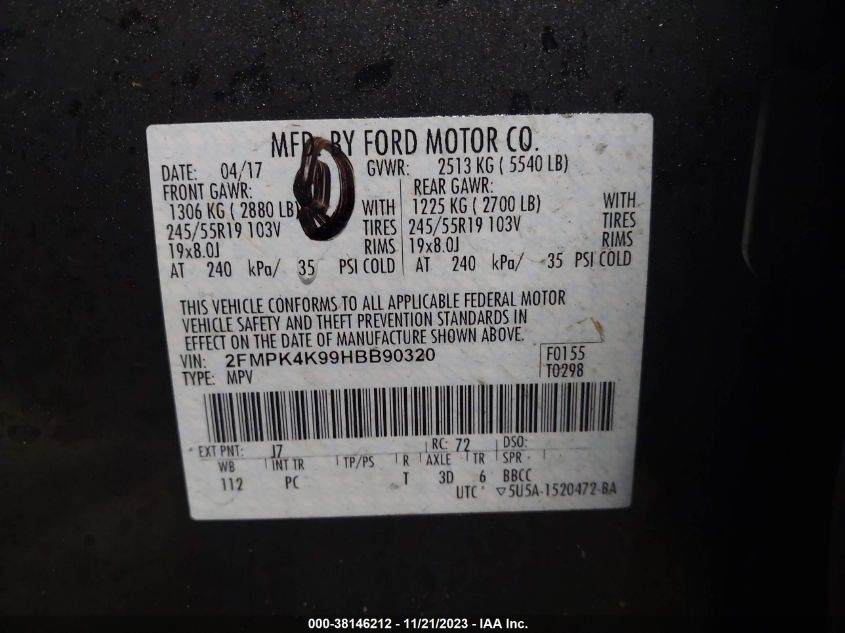 MFD. BY FORD MOTOR CO.
DATE: 04/17 GVWR: 2513 KG ( 5540 LB)
FRONT GAWR: REAR GAWR:
1306 KG ( 2880 LB) WITH 1225 KG ( 2700 LB) WITH
245/55R19 103V TIRES 245/55R19 103V TIRES
19x8.0J RIMS 19x8.0J RIMS
AT 240 kPa/ 35 PSI COLD AT 240 kPa/ 35 PSI COLD
THIS VEHICLE CONFORMS TO ALL APPLICABLE FEDERAL MOTOR
VEHICLE SAFETY AND THEFT PREVENTION STANDARDS IN
EFFECT ON THE DATE OF MANUFACTURE SHOWN ABOVE.
VIN: 2FMPK4K99HBB90320 F0155
TYPE: MPV T0298
EXT PNT: J7 RC: 72 DSO:
WB INT TR TP/PS R AXLE TR SPR
112 PC T 3D 6 BBCC
UTC ▽5U5A-1520472-BA
000-38146212 - 11/21/2023 - IAA Inc.